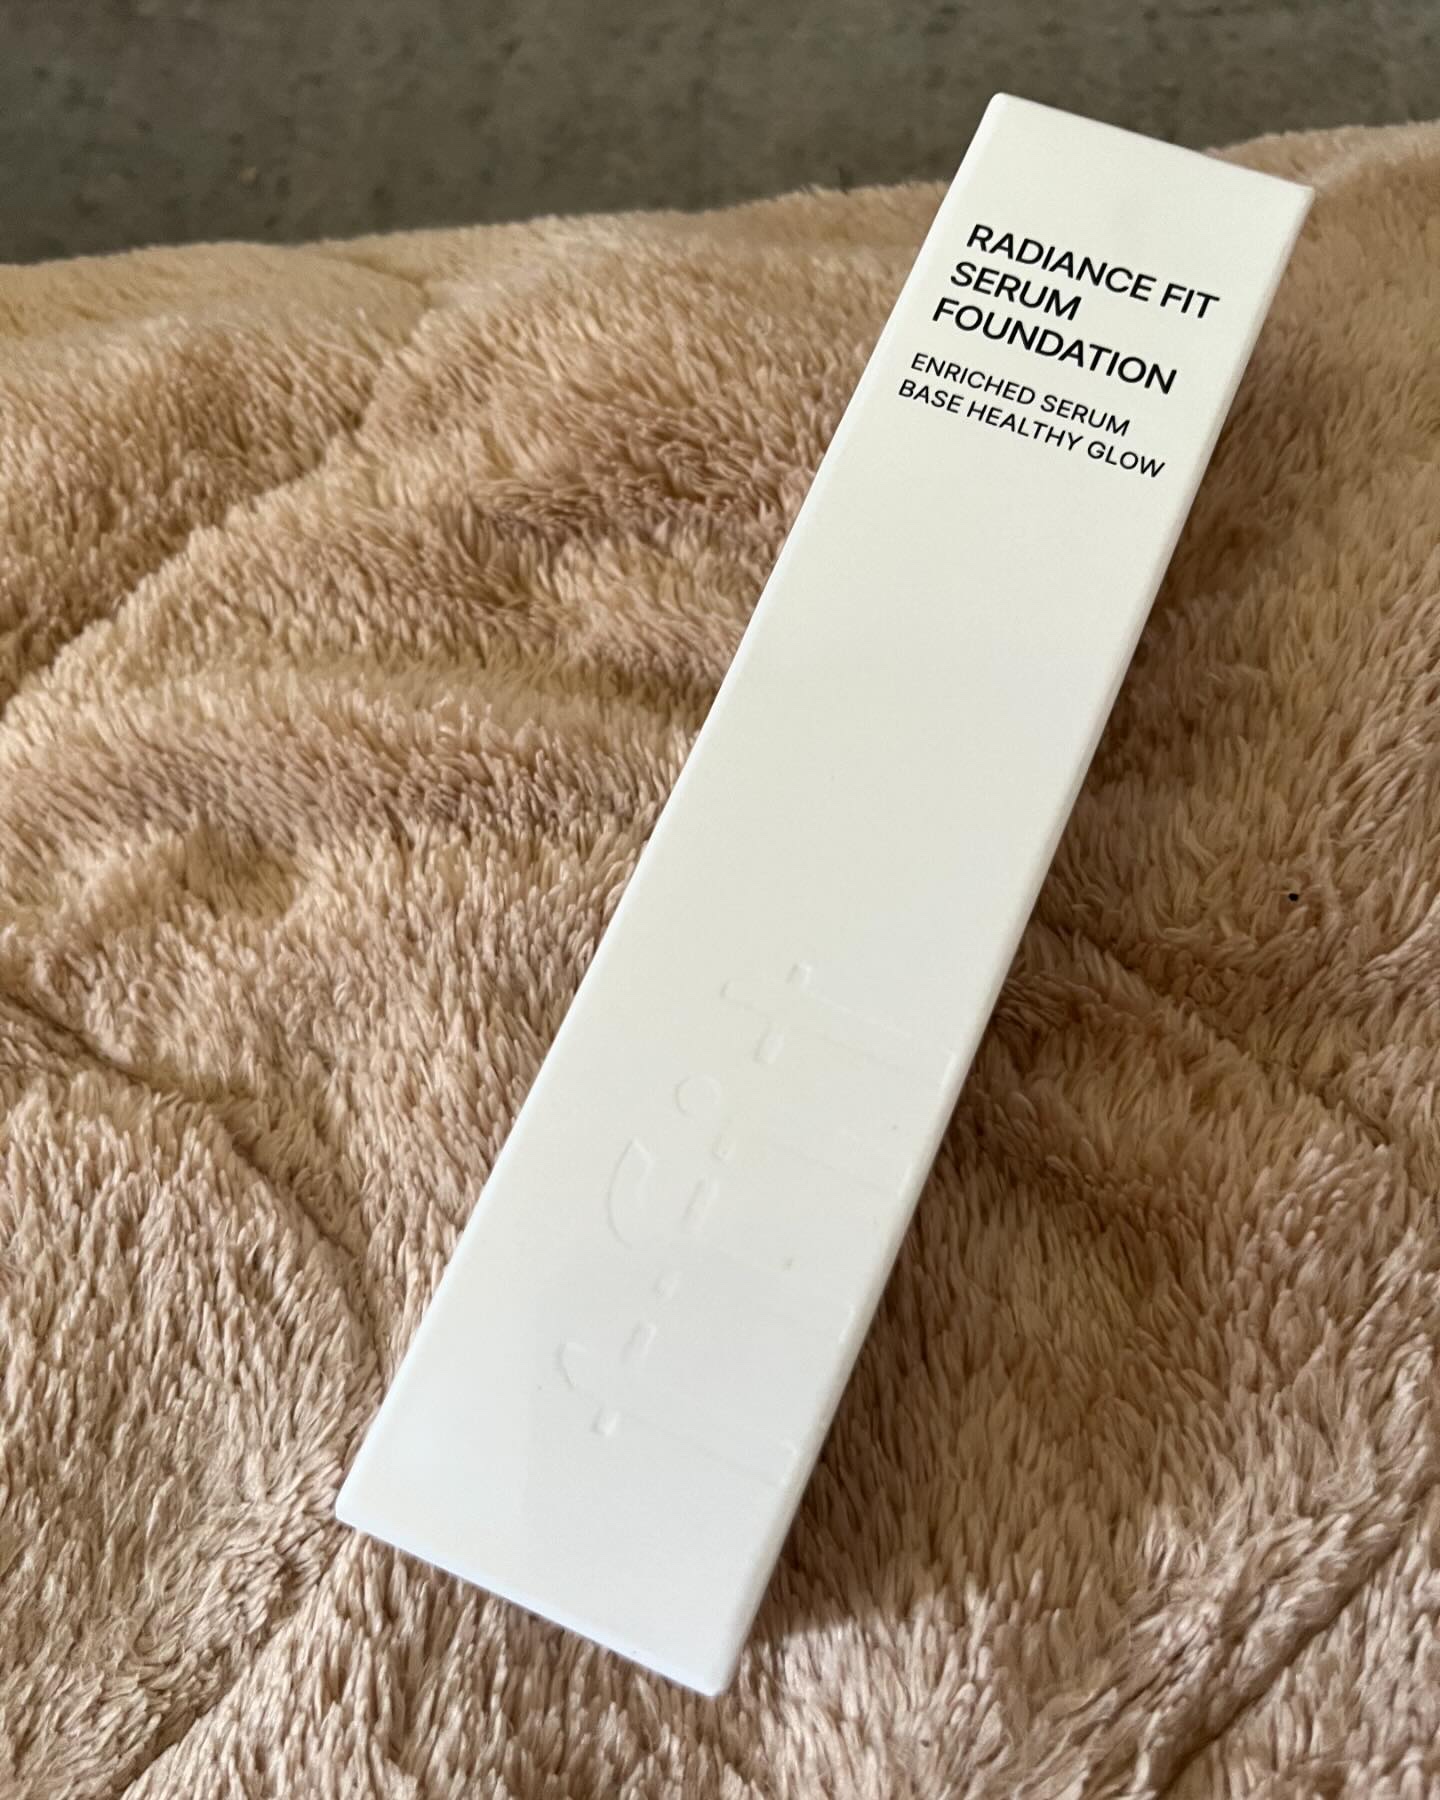 RADIANCE FIT
SERUM
FOUNDATION
ENRICHED SERUM
BASE HEALTHY GLOW